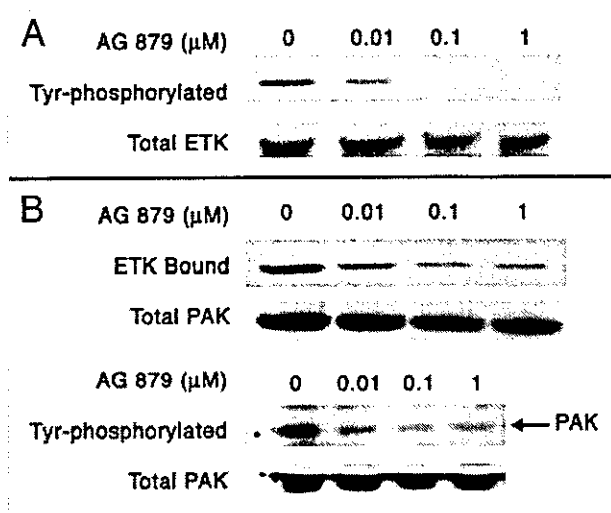 A
AG 879 (μM) 0 0.01 0.1 1
Tyr-phosphorylated
Total ETK
B
AG 879 (μM) 0 0.01 0.1 1
ETK Bound
Total PAK
AG 879 (μM) 0 0.01 0.1 1
Tyr-phosphorylated PAK
Total PAK